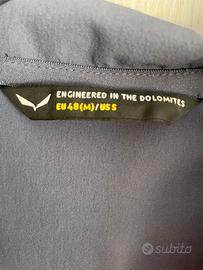 ENGINEERED IN THE DOLOMITES
EU 48(M)/US S
subito